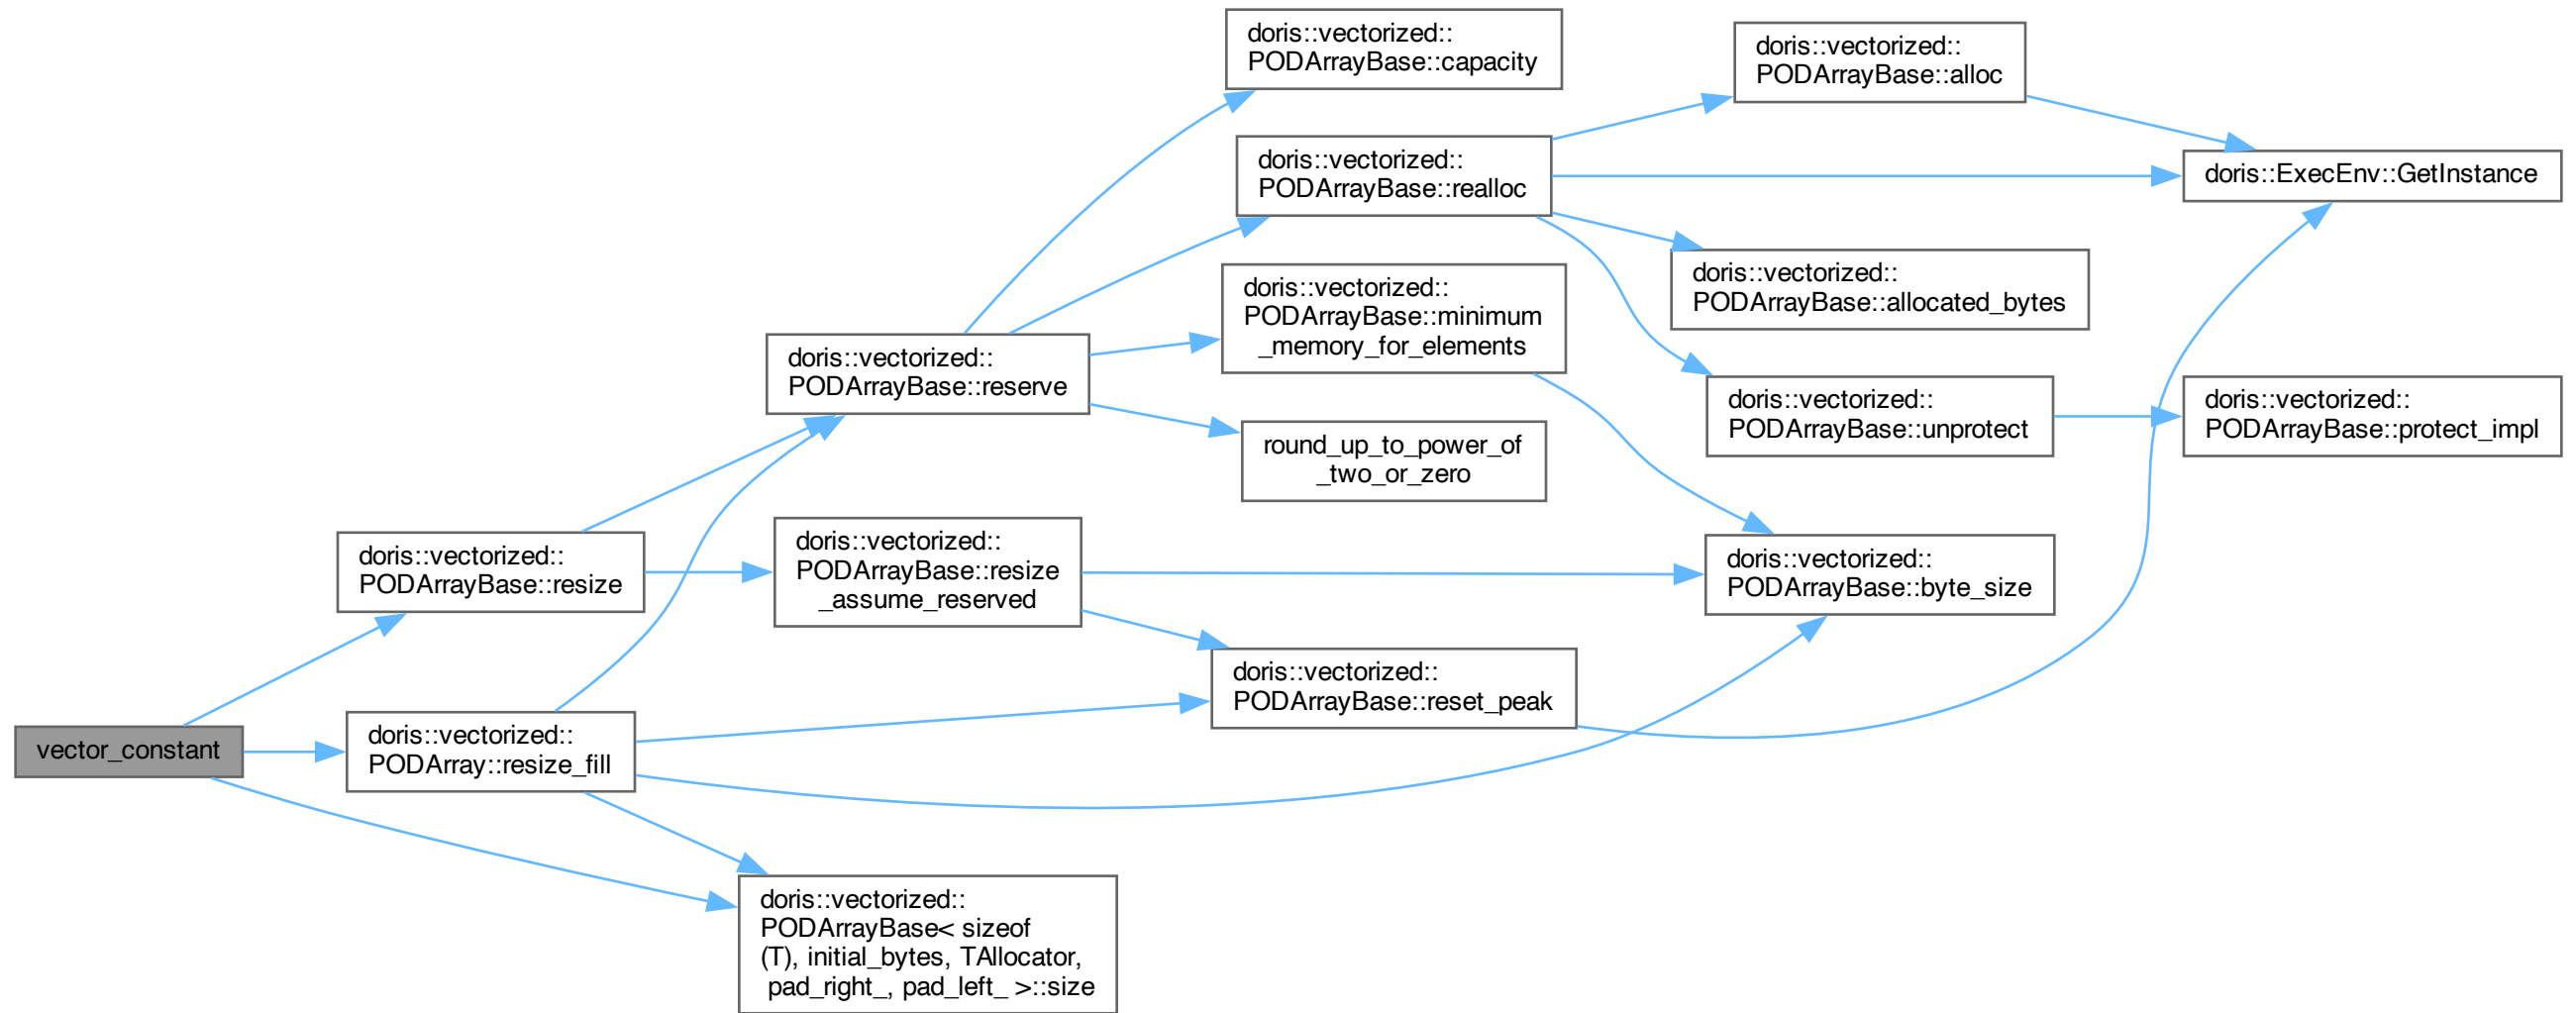 doris::vectorized::
PODArrayBase::capacity
doris::vectorized::
PODArrayBase::alloc
doris::vectorized::
PODArrayBase::realloc
doris::ExecEnv::GetInstance
doris::vectorized::
PODArrayBase::allocated_bytes
doris::vectorized::
PODArrayBase::minimum
_memory_for_elements
doris::vectorized::
PODArrayBase::reserve
doris::vectorized::
PODArrayBase::unprotect
doris::vectorized::
PODArrayBase::protect_impl
round_up_to_power_of
_two_or_zero
doris::vectorized::
PODArrayBase::resize
doris::vectorized::
PODArrayBase::resize
_assume_reserved
doris::vectorized::
PODArrayBase::byte_size
doris::vectorized::
PODArrayBase::reset_peak
vector_constant
doris::vectorized::
PODArray::resize_fill
doris::vectorized::
PODArrayBase< sizeof
(T), initial_bytes, TAllocator,
pad_right_, pad_left_ >::size